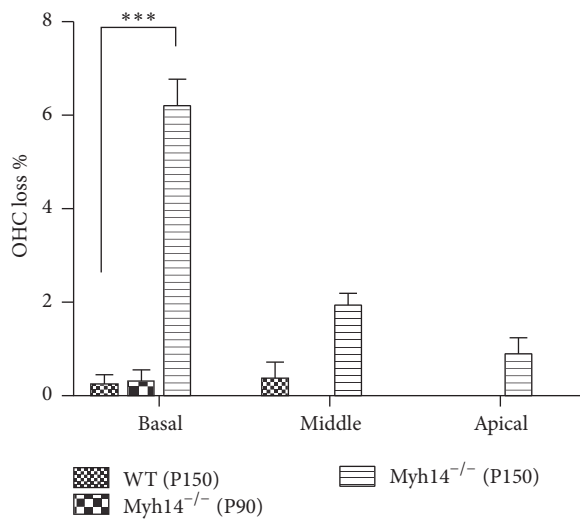 ***
8
6
4
2
0
OHC loss %
Basal Middle Apical
WT (P150)
Myh14⁻/⁻ (P90)
Myh14⁻/⁻ (P150)